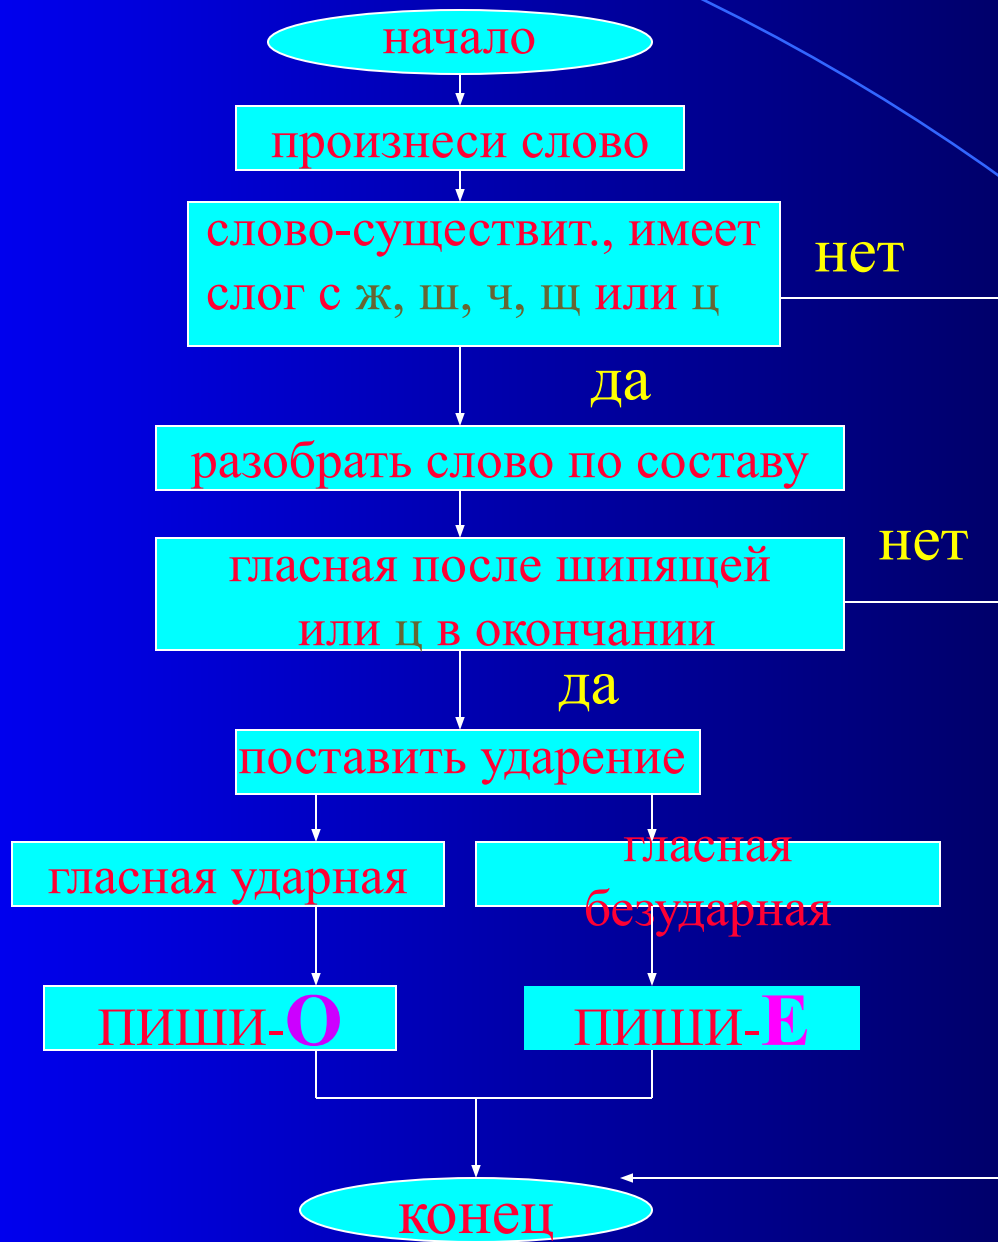 начало
произнеси слово
слово-существит., имеет
слог с ж, ш, ч, щ или ц
нет
да
разобрать слово по составу
гласная после шипящей
или ц в окончании
нет
да
поставить ударение
гласная ударная
гласная
безударная
ПИШИ-О
ПИШИ-Е
конец